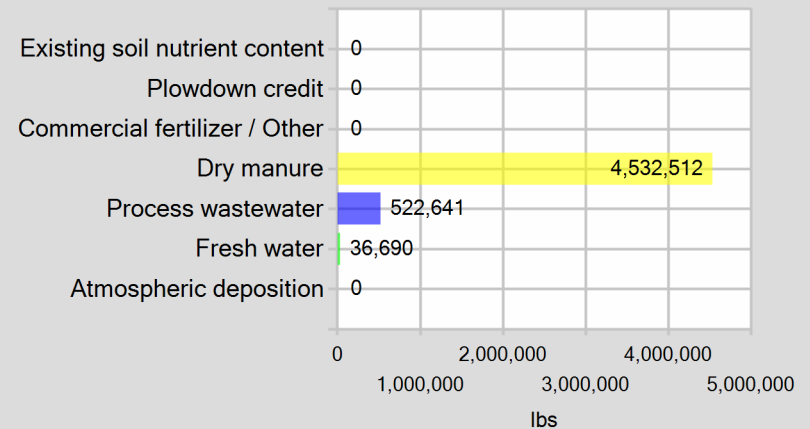 Existing soil nutrient content 0
Plowdown credit 0
Commercial fertilizer / Other 0
Dry manure 4,532,512
Process wastewater 522,641
Fresh water 36,690
Atmospheric deposition 0
0 2,000,000 4,000,000
1,000,000 3,000,000 5,000,000
lbs